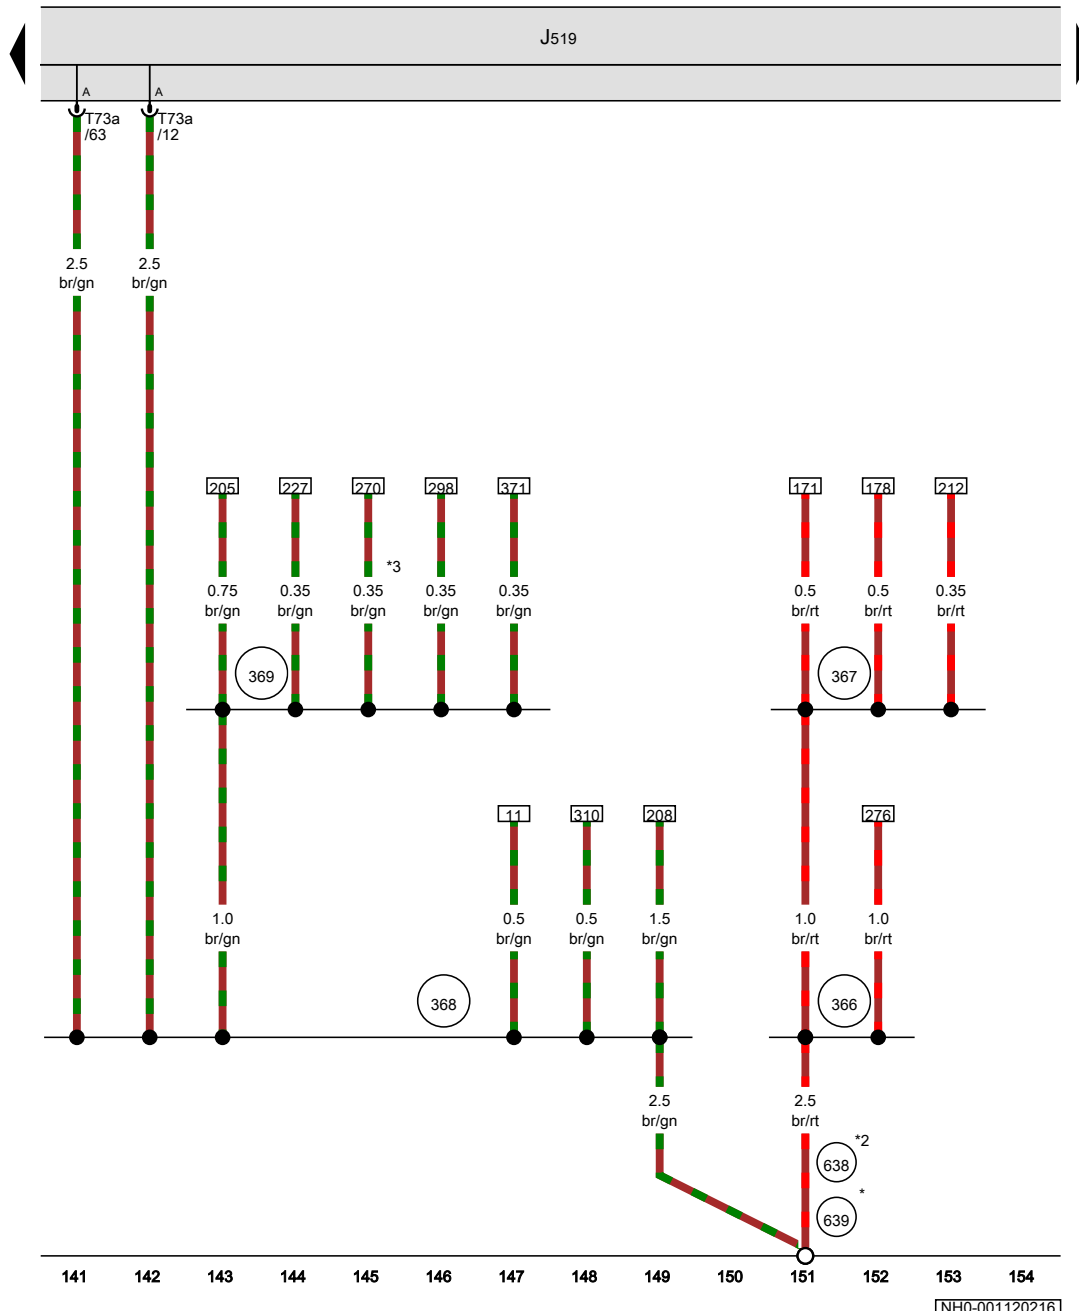 J519
A A
T73a T73a
/63 /12
2.5 2.5
br/gn br/gn
205 227 270 298 371 171 178 212
*3
0.75 0.35 0.35 0.35 0.35 0.5 0.5 0.35
br/gn br/gn br/gn br/gn br/gn br/rt br/rt br/rt
369 367
11 310 208 276
1.0 0.5 0.5 1.5 1.0 1.0
br/gn br/gn br/gn br/gn br/rt br/rt
368 366
2.5 2.5
br/gn br/rt
*2
638
*
639
141 142 143 144 145 146 147 148 149 150 151 152 153 154
NH0-001120216